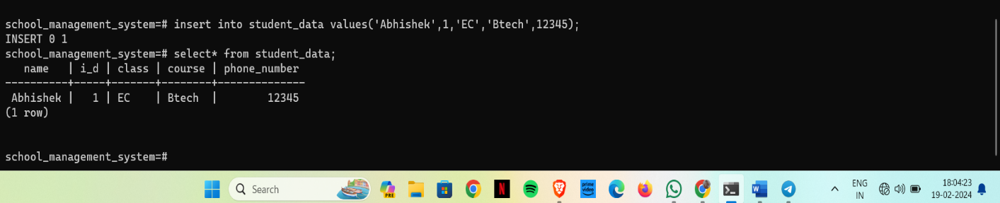 school_management_system=# insert into student_data values('Abhishek',1,'EC','Btech',12345);
INSERT 0 1
school_management_system=# select* from student_data;
   name   | i_d | class | course | phone_number
----------+-----+-------+--------+--------------
 Abhishek |   1 | EC    | Btech  |        12345
(1 row)
school_management_system=#
Search
PRE
N
prime video
W
ENG
IN
18:04:23
19-02-2024